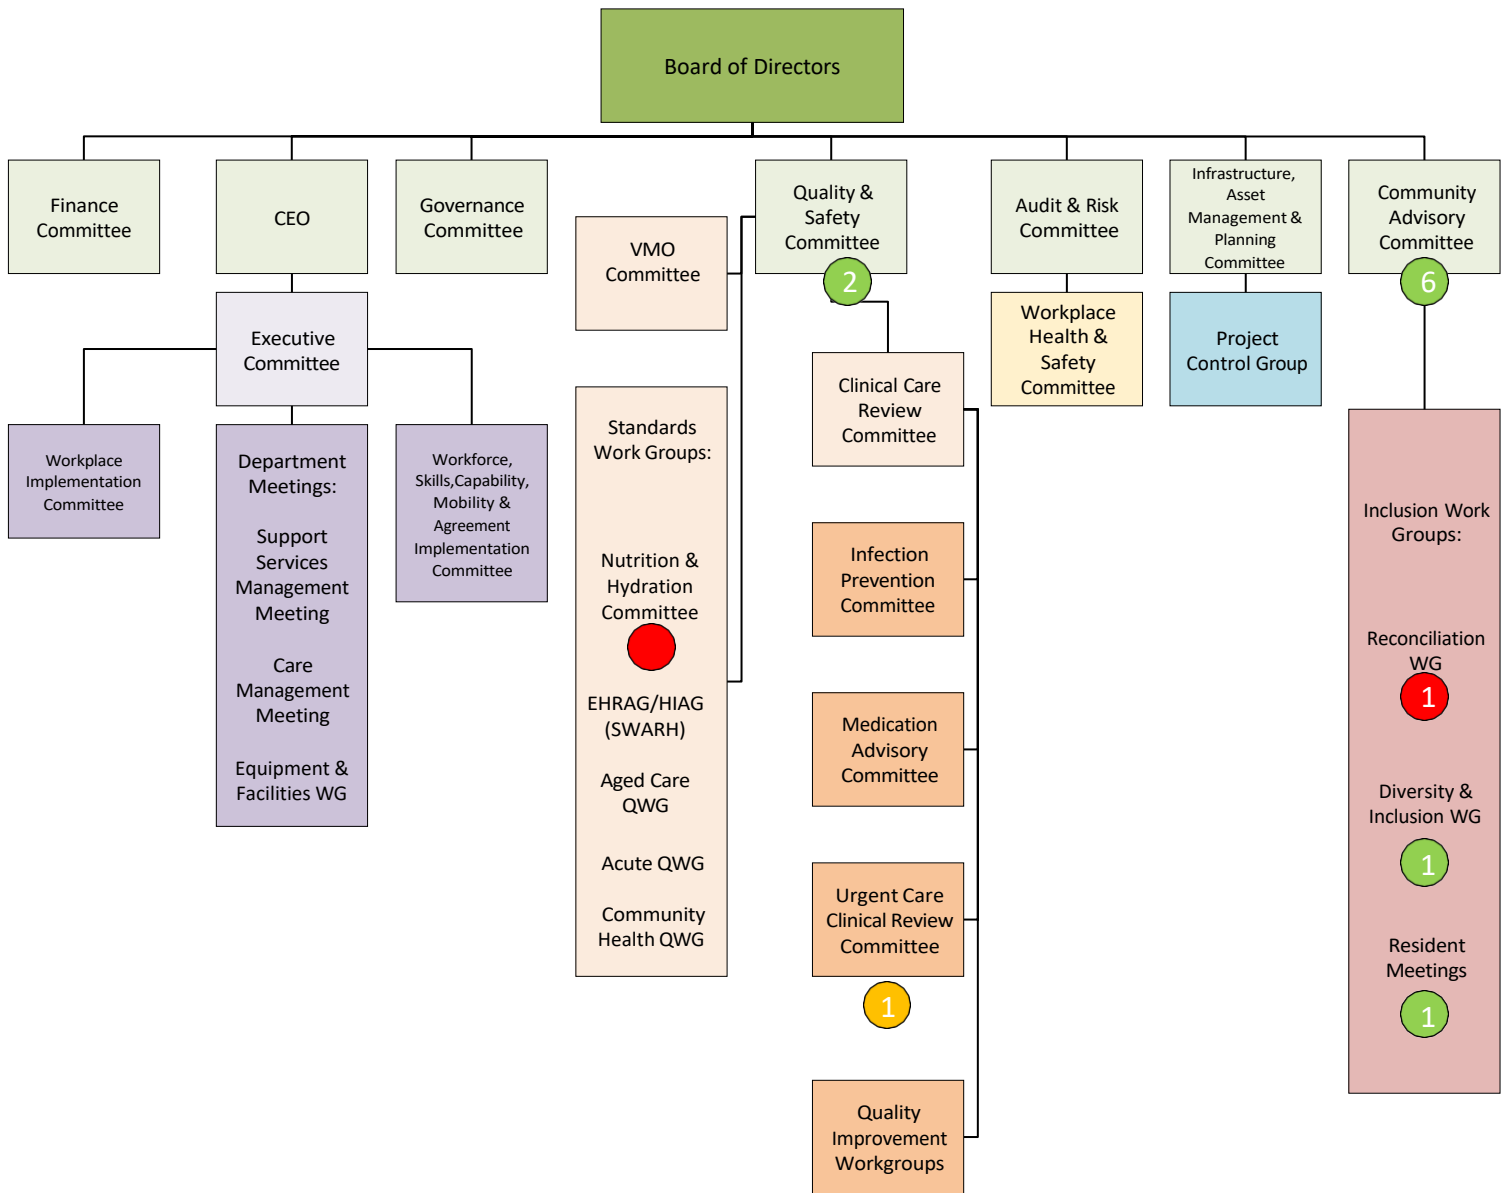 Board of Directors
Finance
Committee
CEO
Governance
Committee
Quality &
Safety
Committee
2
Audit & Risk
Committee
Infrastructure,
Asset
Management &
Planning
Committee
Community
Advisory
Committee
6
VMO
Committee
Executive
Committee
Workplace
Health &
Safety
Committee
Project
Control Group
Clinical Care
Review
Committee
Workplace
Implementation
Committee
Department
Meetings:
Support
Services
Management
Meeting
Care
Management
Meeting
Equipment &
Facilities WG
Workforce,
Skills,Capability,
Mobility &
Agreement
Implementation
Committee
Standards
Work Groups:
Nutrition &
Hydration
Committee
EHRAG/HIAG
(SWARH)
Aged Care
QWG
Acute QWG
Community
Health QWG
Infection
Prevention
Committee
Medication
Advisory
Committee
Urgent Care
Clinical Review
Committee
1
Quality
Improvement
Workgroups
Inclusion Work
Groups:
Reconciliation
WG
1
Diversity &
Inclusion WG
1
Resident
Meetings
1